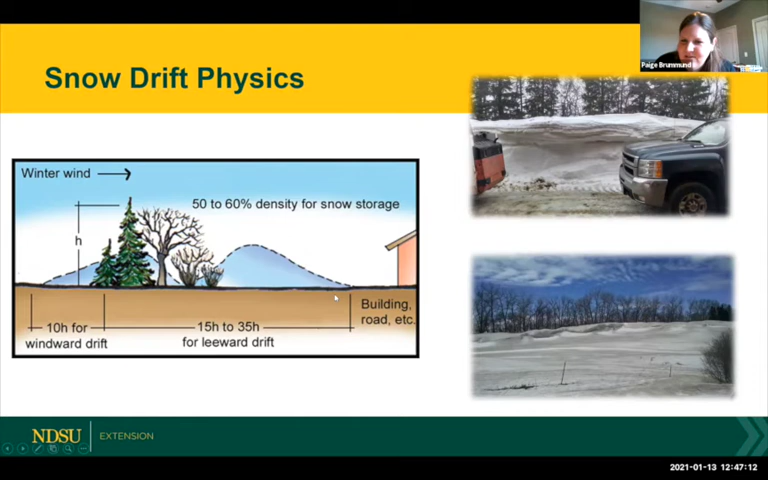 Snow Drift Physics
Paige Brummund
Winter wind
50 to 60% density for snow storage
h
Building,
road, etc.
10h for
windward drift
15h to 35h
for leeward drift
NDSU
EXTENSION
2021-01-13 12:47:12